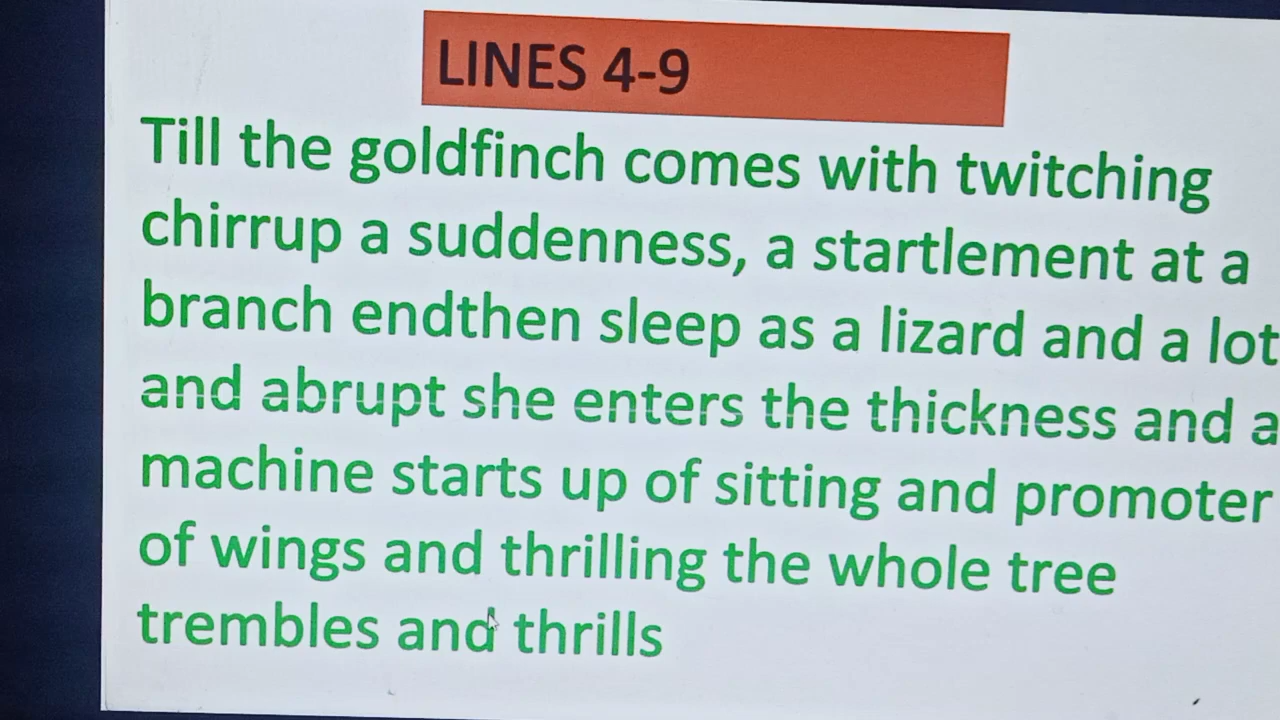 LINES 4-9
Till the goldfinch comes with twitching
chirrup a suddenness, a startlement at a
branch endthen sleep as a lizard and a lot
and abrupt she enters the thickness and a
machine starts up of sitting and promoter
of wings and thrilling the whole tree
trembles and thrills